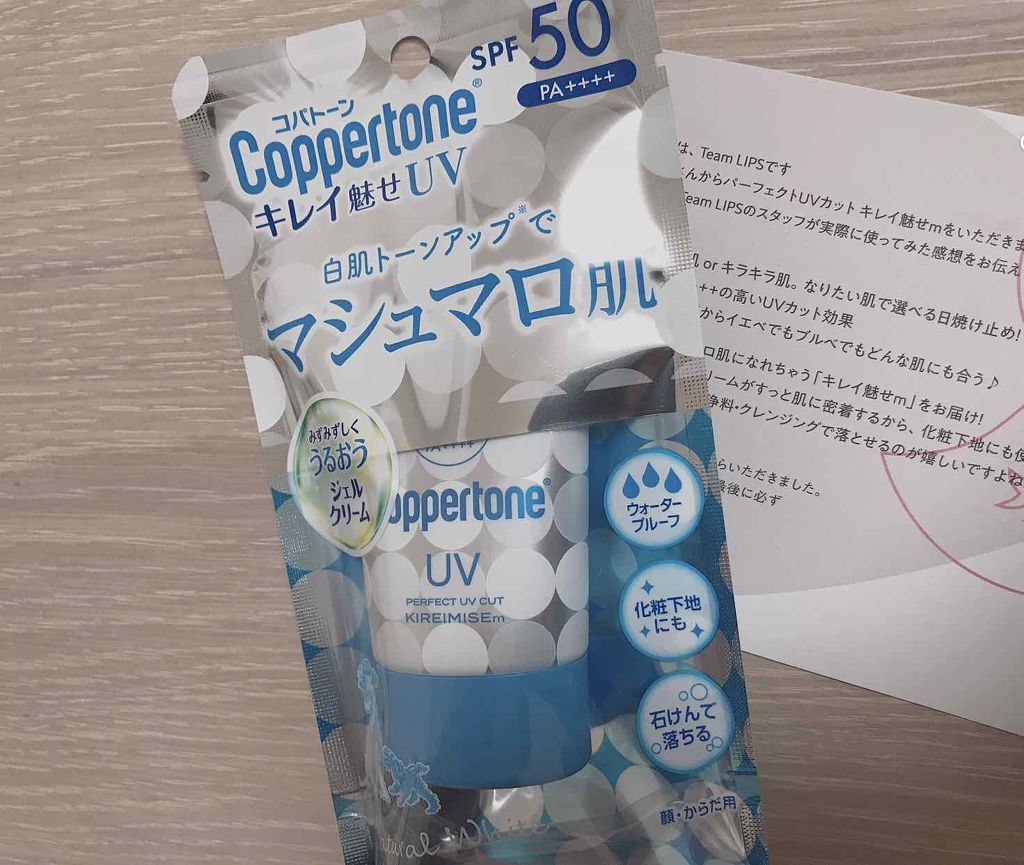 SPF 50
PA++++
コパトーン
Coppertone®
キレイ魅せUV
白肌トーンアップ※で
マシュマロ肌
みずみずしく
うるおう
ジェル
クリーム
PA++++
oppertone®
UV
PERFECT UV CUT
KIREIMISEm
ウォーター
プルーフ
化粧下地
にも
石けんで
落ちる
顔・からだ用
Natural White
は、Team LIPSです
さんからパーフェクトUVカット キレイ魅せmをいただきま
Team LIPSのスタッフが実際に使ってみた感想をお伝え
肌 or キラキラ肌。なりたい肌で選べる日焼け止め!
++の高いUVカット効果
からイエベでもブルベでもどんな肌にも合う♪
ロ肌になれちゃう「キレイ魅せm」をお届け!
リームがすっと肌に密着するから、化粧下地にも使
浄料・クレンジングで落とせるのが嬉しいですよね
らいただきました。
最後に必ず